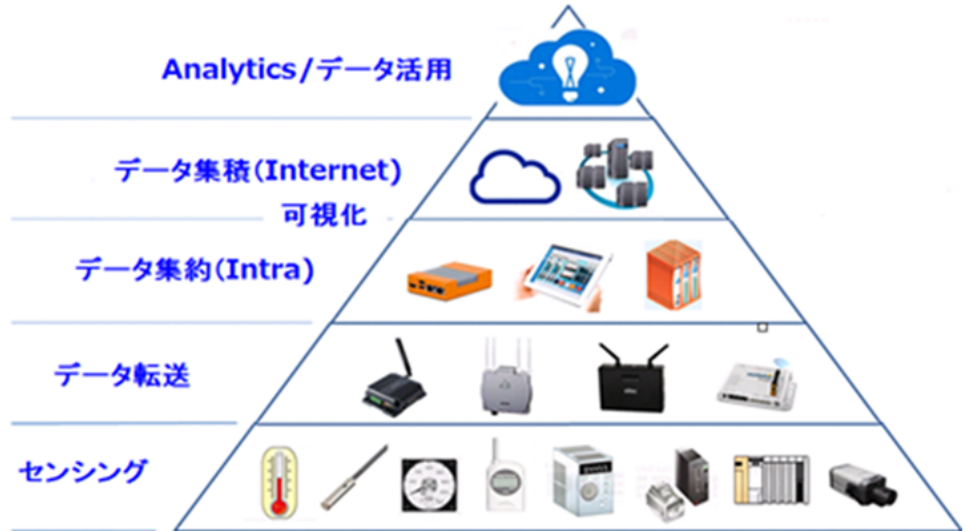 Analytics/データ活用
データ集積(Internet)
可視化
データ集約(Intra)
データ転送
センシング